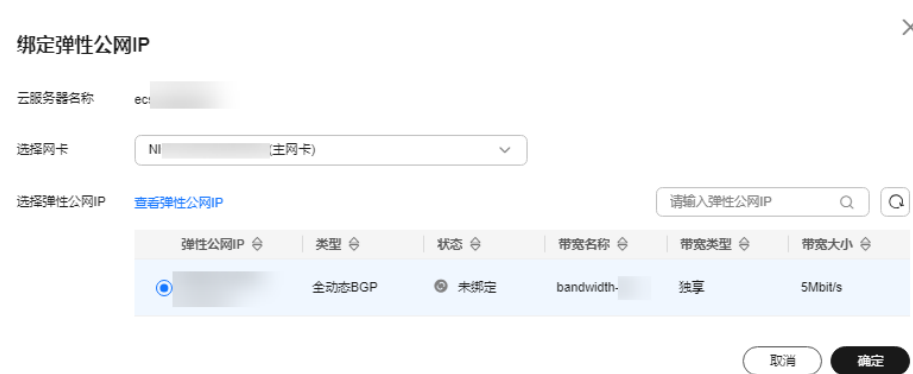 绑定弹性公网IP
云服务器名称 ecs
选择网卡 NI (主网卡)
选择弹性公网IP 查看弹性公网IP 请输入弹性公网IP
弹性公网IP 类型 状态 带宽名称 带宽类型 带宽大小
全动态BGP 未绑定 bandwidth- 独享 5Mbit/s
取消 确定